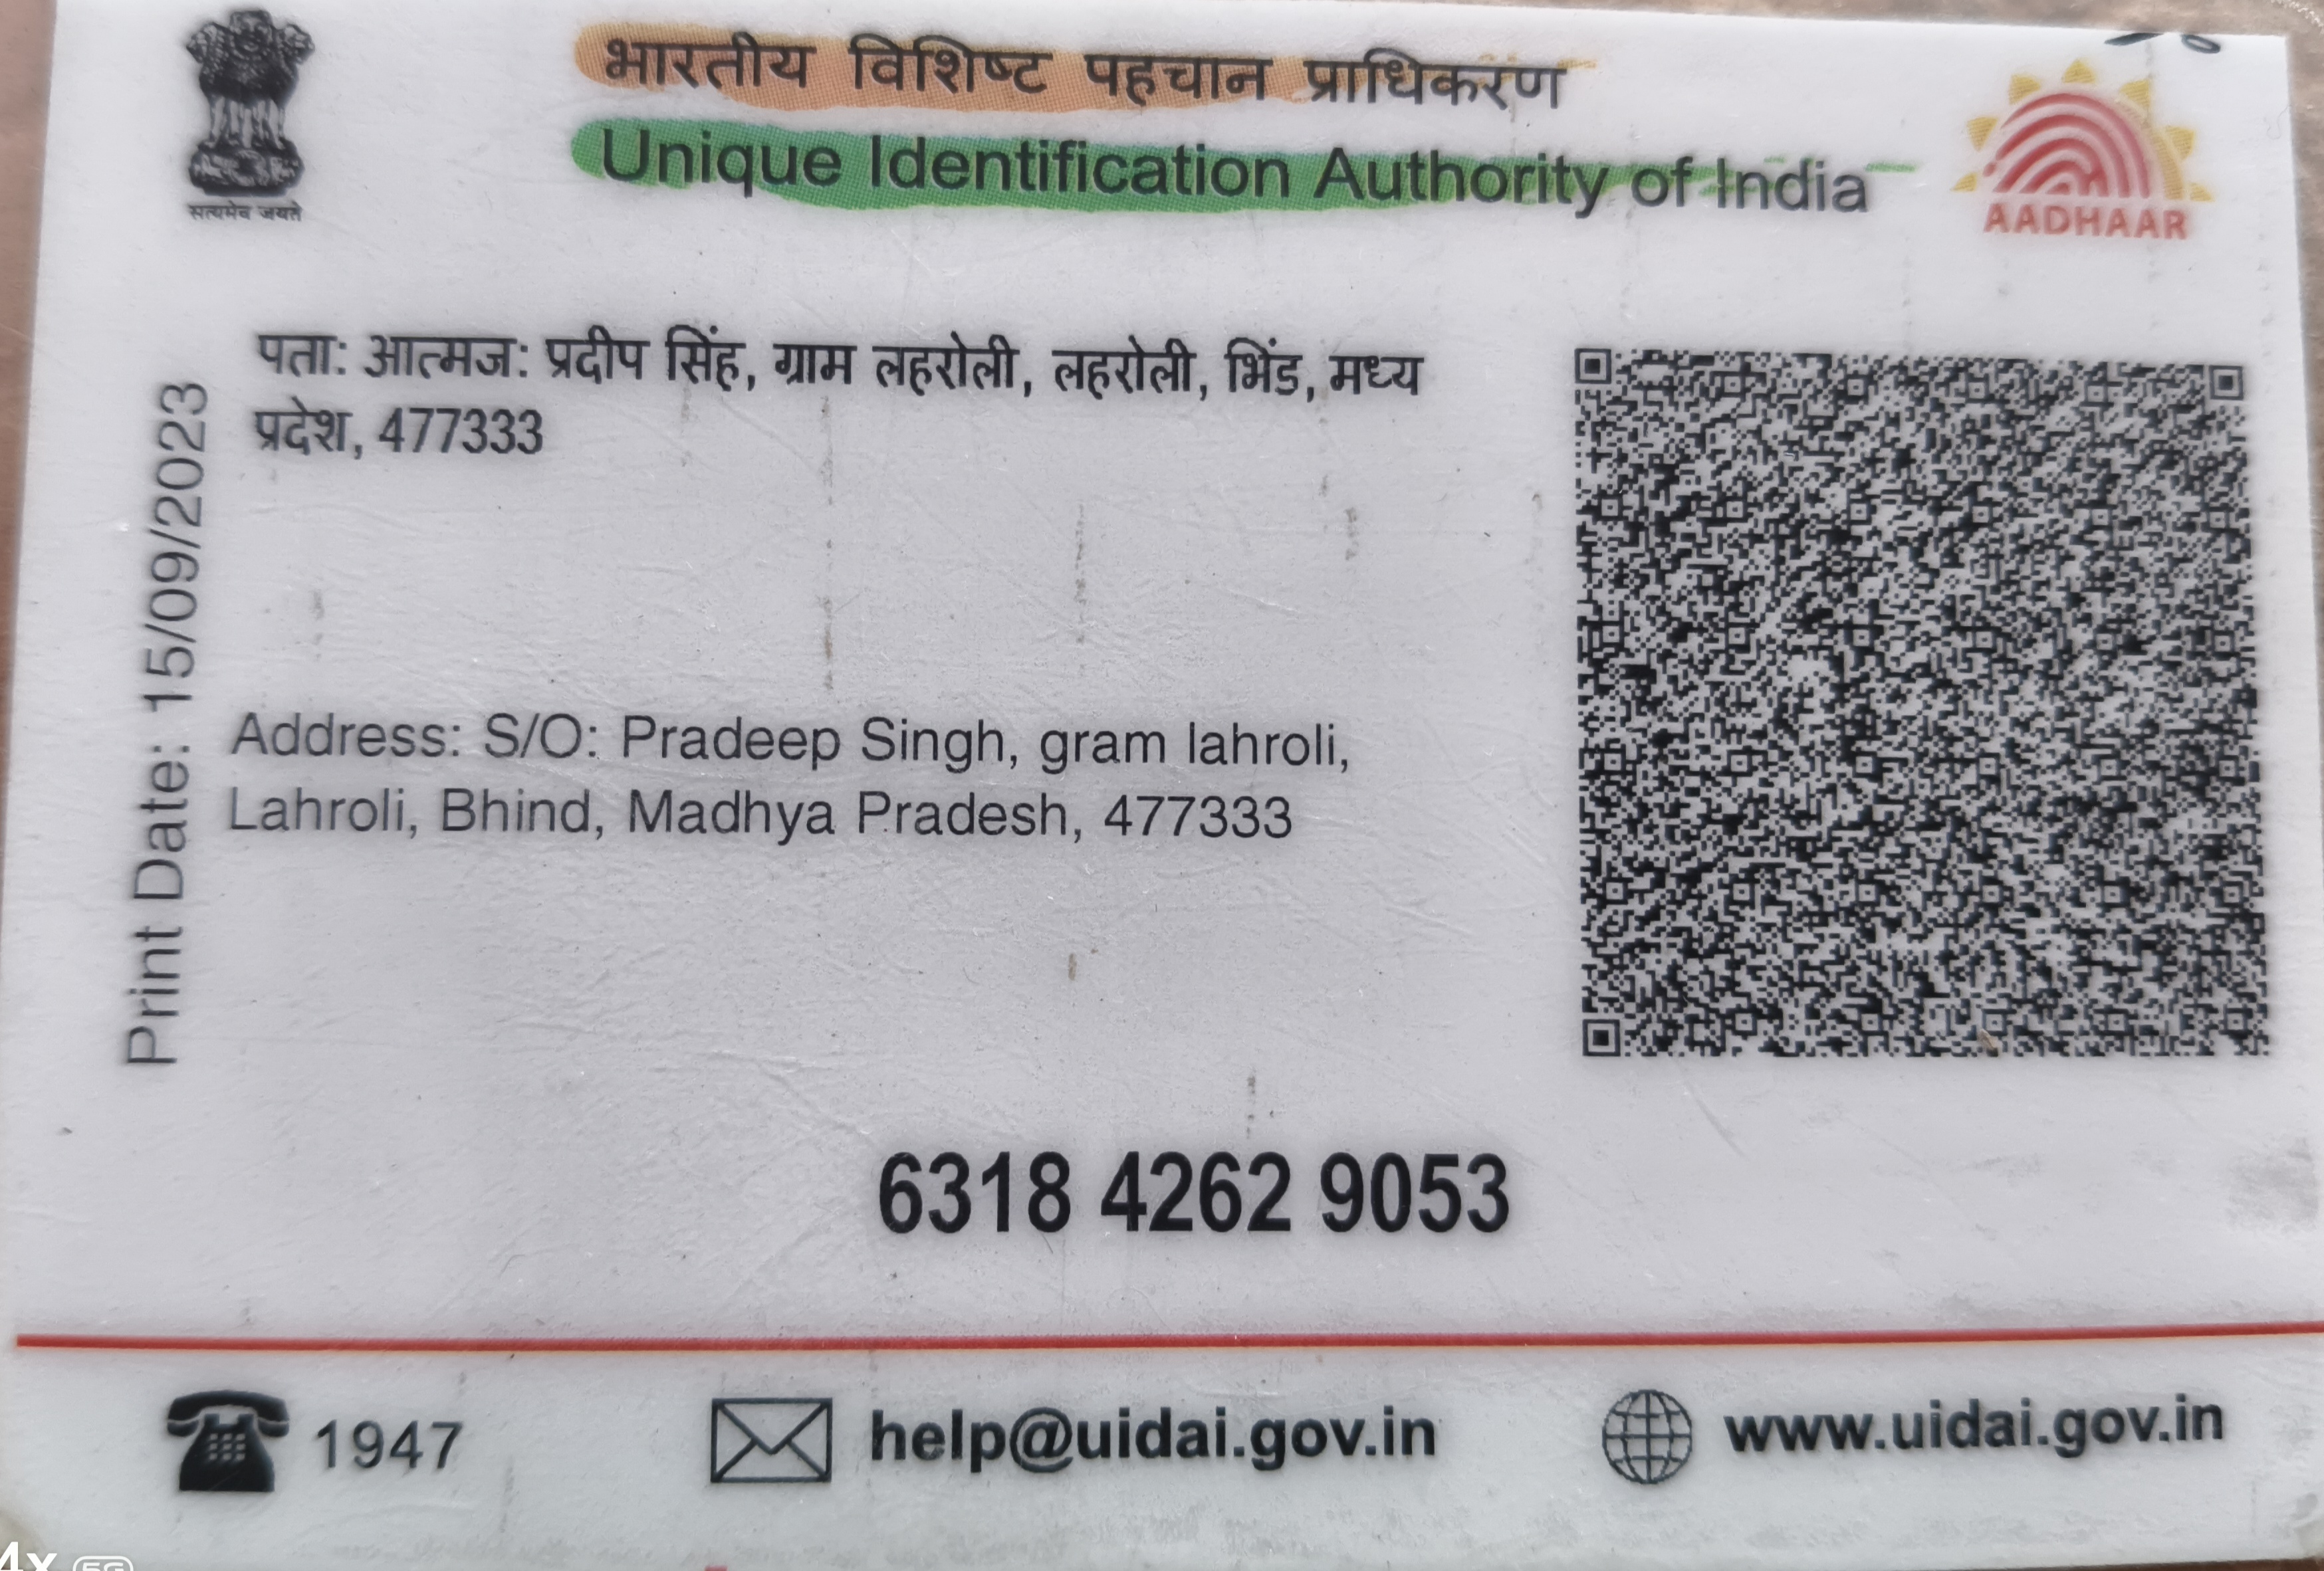 भारतीय विशिष्ट पहचान प्राधिकरण
Unique Identification Authority of India
सत्यमेव जयते
AADHAAR
पता: आत्मज: प्रदीप सिंह, ग्राम लहरोली, लहरोली, भिंड, मध्य
प्रदेश, 477333
Print Date: 15/09/2023
Address: S/O: Pradeep Singh, gram lahroli,
Lahroli, Bhind, Madhya Pradesh, 477333
6318 4262 9053
1947
help@uidai.gov.in
www.uidai.gov.in
4x 5G